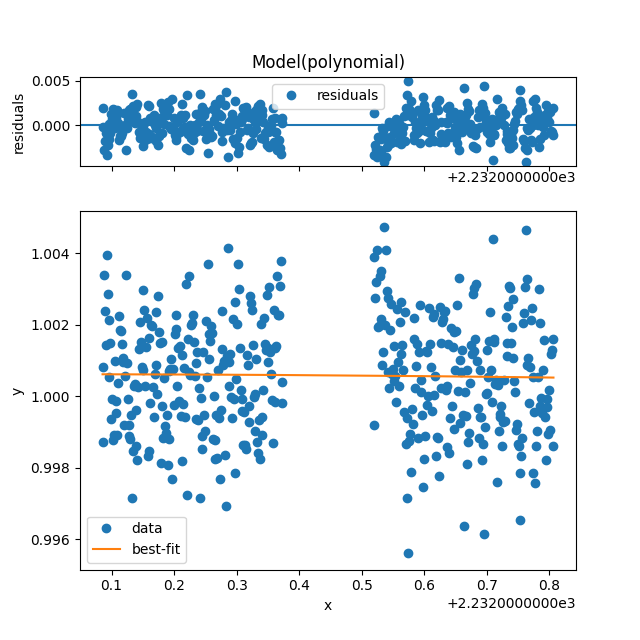 Model(polynomial)
0.005
0.000
residuals
residuals
+2.2320000000e3
1.004
1.002
1.000
0.998
0.996
y
data
best-fit
0.1 0.2 0.3 0.4 0.5 0.6 0.7 0.8
x
+2.2320000000e3